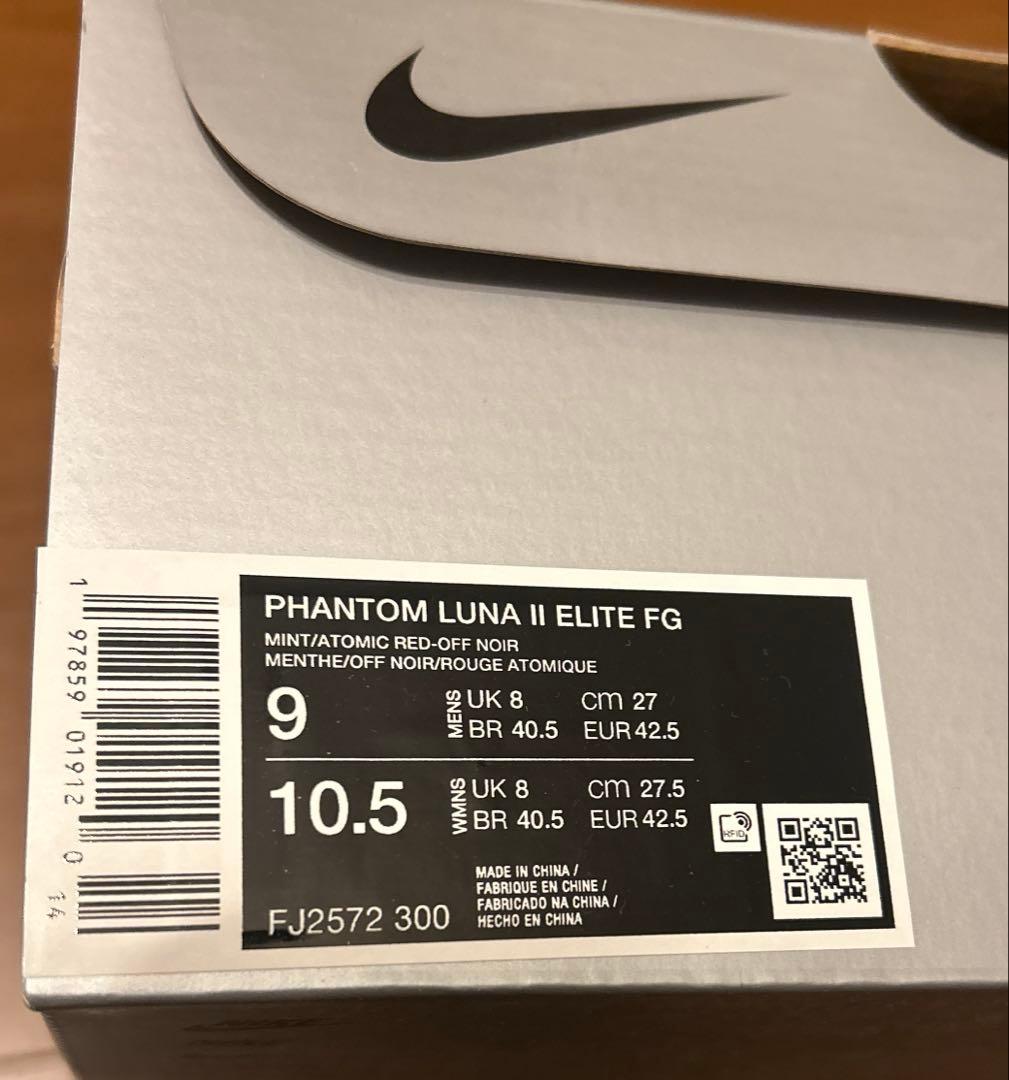 PHANTOM LUNA II ELITE FG
MINT/ATOMIC RED-OFF NOIR
MENTHE/OFF NOIR/ROUGE ATOMIQUE
9
MENS
UK 8 cm 27
BR 40.5 EUR 42.5
10.5
WMNS
UK 8 cm 27.5
BR 40.5 EUR 42.5
RFID
MADE IN CHINA /
FABRIQUE EN CHINE /
FABRICADO NA CHINA /
HECHO EN CHINA
FJ2572 300
1 97859 01912 0 14